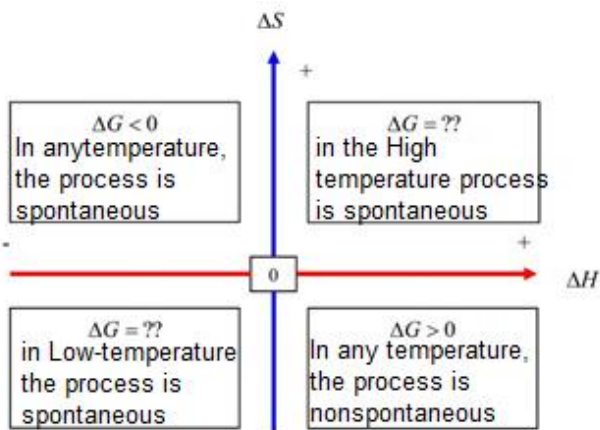 ΔS
+
ΔG < 0
In anytemperature,
the process is
spontaneous
ΔG = ??
in the High
temperature process
is spontaneous
-
+
0
ΔH
ΔG = ??
in Low-temperature
the process is
spontaneous
ΔG > 0
In any temperature,
the process is
nonspontaneous